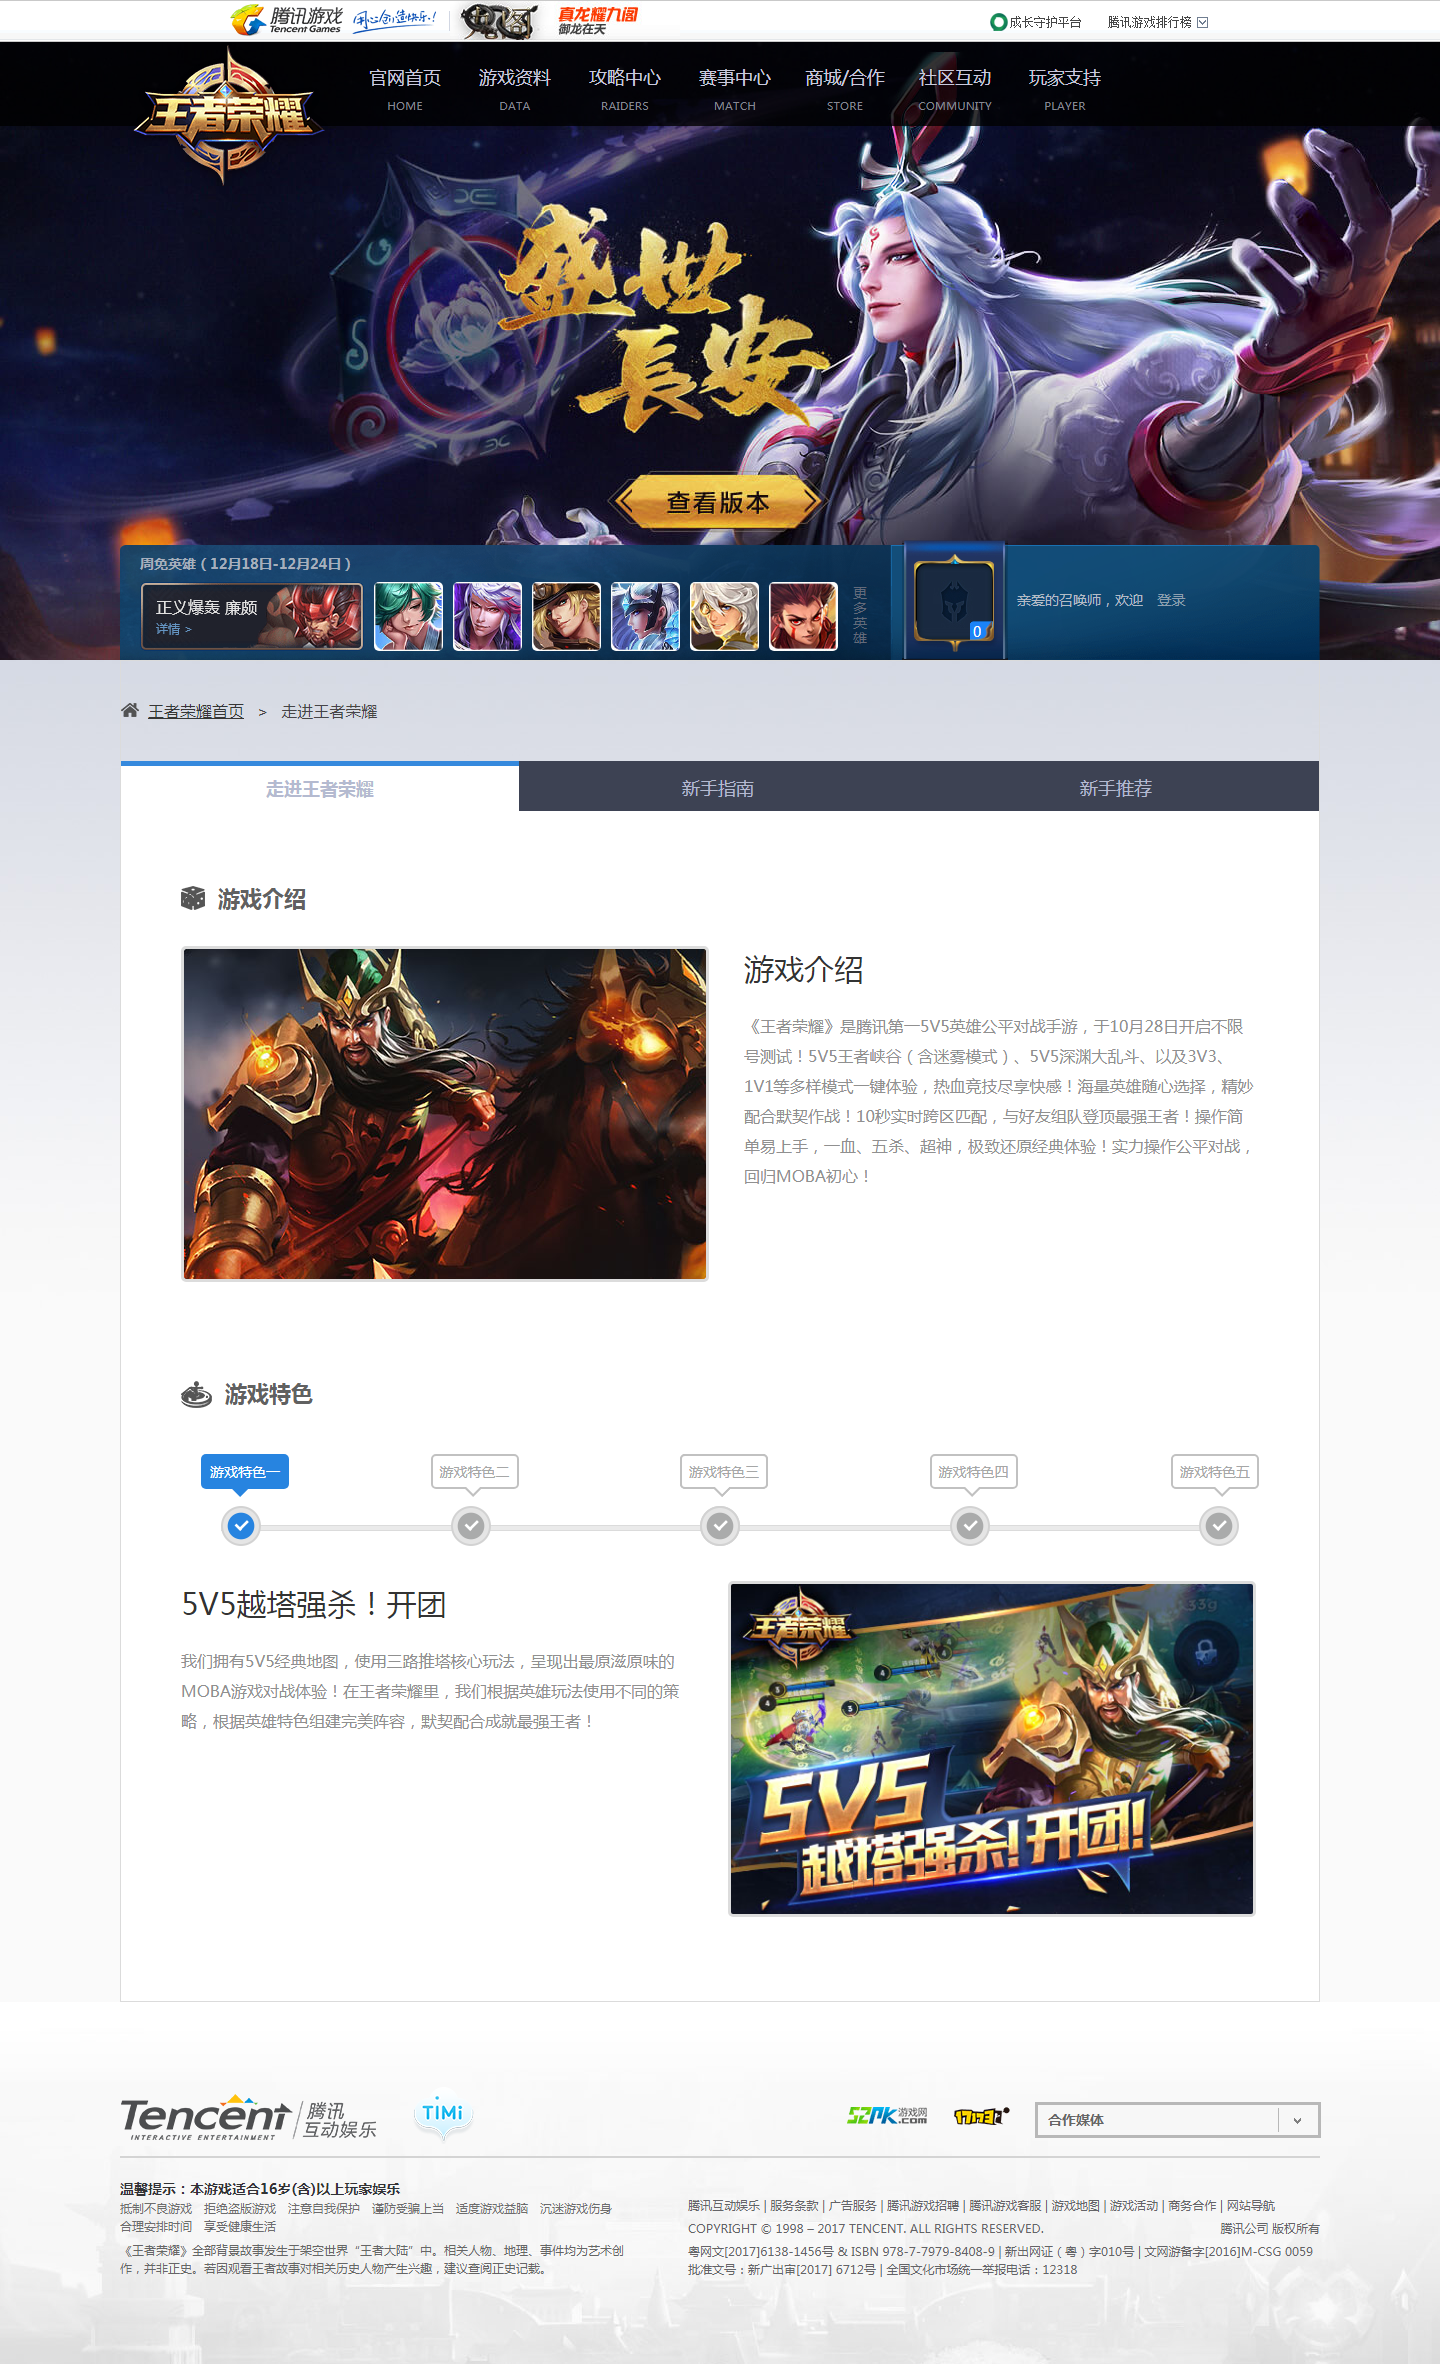 腾讯游戏
Tencent Games
用心创造快乐!
真龙耀九阁
御龙在天
成长守护平台
腾讯游戏排行榜
王者荣耀
官网首页
游戏资料
攻略中心
赛事中心
商城/合作
社区互动
玩家支持
HOME
DATA
RAIDERS
MATCH
STORE
COMMUNITY
PLAYER
盛世
長安
查看版本
周免英雄（12月18日-12月24日）
正义爆轰 廉颇
详情 >
更多英雄
0
亲爱的召唤师，欢迎 登录
王者荣耀首页 > 走进王者荣耀
走进王者荣耀
新手指南
新手推荐
游戏介绍
游戏介绍
《王者荣耀》是腾讯第一5V5英雄公平对战手游，于10月28日开启不限
号测试！5V5王者峡谷（含迷雾模式）、5V5深渊大乱斗、以及3V3、
1V1等多样模式一键体验，热血竞技尽享快感！海量英雄随心选择，精妙
配合默契作战！10秒实时跨区匹配，与好友组队登顶最强王者！操作简
单易上手，一血、五杀、超神，极致还原经典体验！实力操作公平对战，
回归MOBA初心！
游戏特色
游戏特色一
游戏特色二
游戏特色三
游戏特色四
游戏特色五
5V5越塔强杀！开团
我们拥有5V5经典地图，使用三路推塔核心玩法，呈现出最原滋原味的
MOBA游戏对战体验！在王者荣耀里，我们根据英雄玩法使用不同的策
略，根据英雄特色组建完美阵容，默契配合成就最强王者！
王者荣耀
5V5
越塔强杀!开团!
Tencent 腾讯
互动娱乐
INTERACTIVE ENTERTAINMENT
TiMi
52PK游戏网
.com
17173
合作媒体
温馨提示：本游戏适合16岁(含)以上玩家娱乐
抵制不良游戏 拒绝盗版游戏 注意自我保护 谨防受骗上当 适度游戏益脑 沉迷游戏伤身
合理安排时间 享受健康生活
《王者荣耀》全部背景故事发生于架空世界“王者大陆”中。相关人物、地理、事件均为艺术创
作，并非正史。若因观看王者故事对相关历史人物产生兴趣，建议查阅正史记载。
腾讯互动娱乐 | 服务条款 | 广告服务 | 腾讯游戏招聘 | 腾讯游戏客服 | 游戏地图 | 游戏活动 | 商务合作 | 网站导航
COPYRIGHT © 1998 – 2017 TENCENT. ALL RIGHTS RESERVED. 腾讯公司 版权所有
粤网文[2017]6138-1456号 & ISBN 978-7-7979-8408-9 | 新出网证（粤）字010号 | 文网游备字[2016]M-CSG 0059
批准文号：新广出审[2017] 6712号 | 全国文化市场统一举报电话：12318